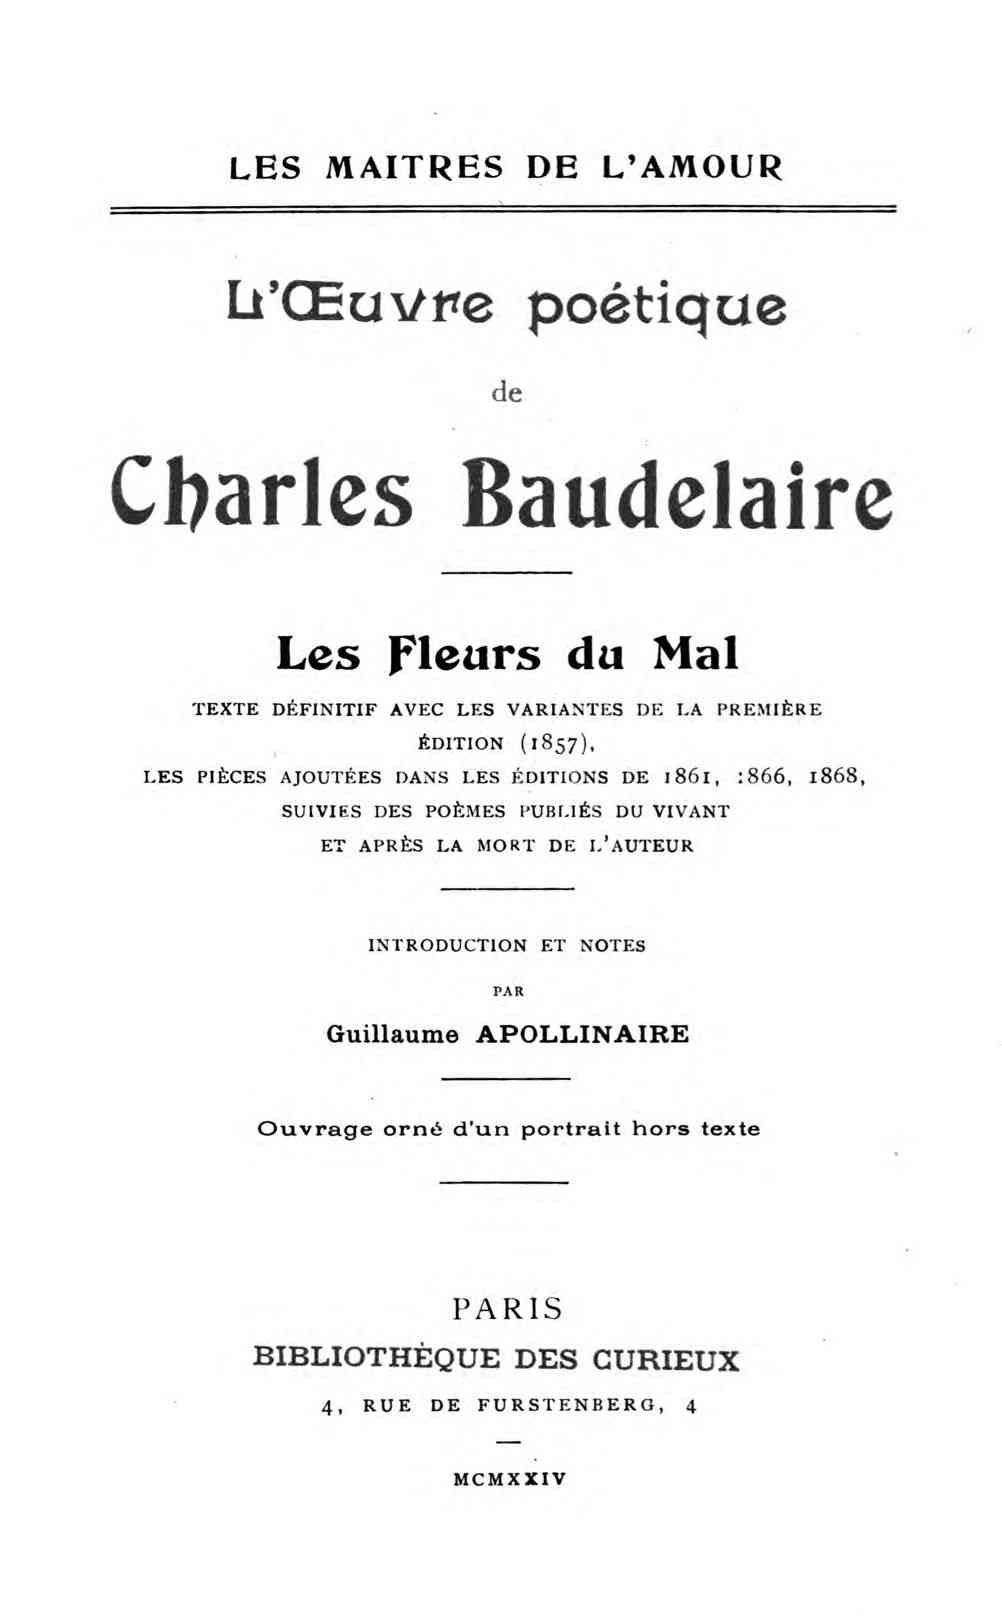 LES MAITRES DE L'AMOUR
L'Œuvre poétique
de
Charles Baudelaire
Les Fleurs du Mal
TEXTE DÉFINITIF AVEC LES VARIANTES DE LA PREMIÈRE
ÉDITION (1857),
LES PIÈCES AJOUTÉES DANS LES ÉDITIONS DE 1861, 1866, 1868,
SUIVIES DES POÈMES PUBLIÉS DU VIVANT
ET APRÈS LA MORT DE L'AUTEUR
INTRODUCTION ET NOTES
PAR
Guillaume APOLLINAIRE
Ouvrage orné d'un portrait hors texte
PARIS
BIBLIOTHÈQUE DES CURIEUX
4, RUE DE FURSTENBERG, 4
MCMXXIV